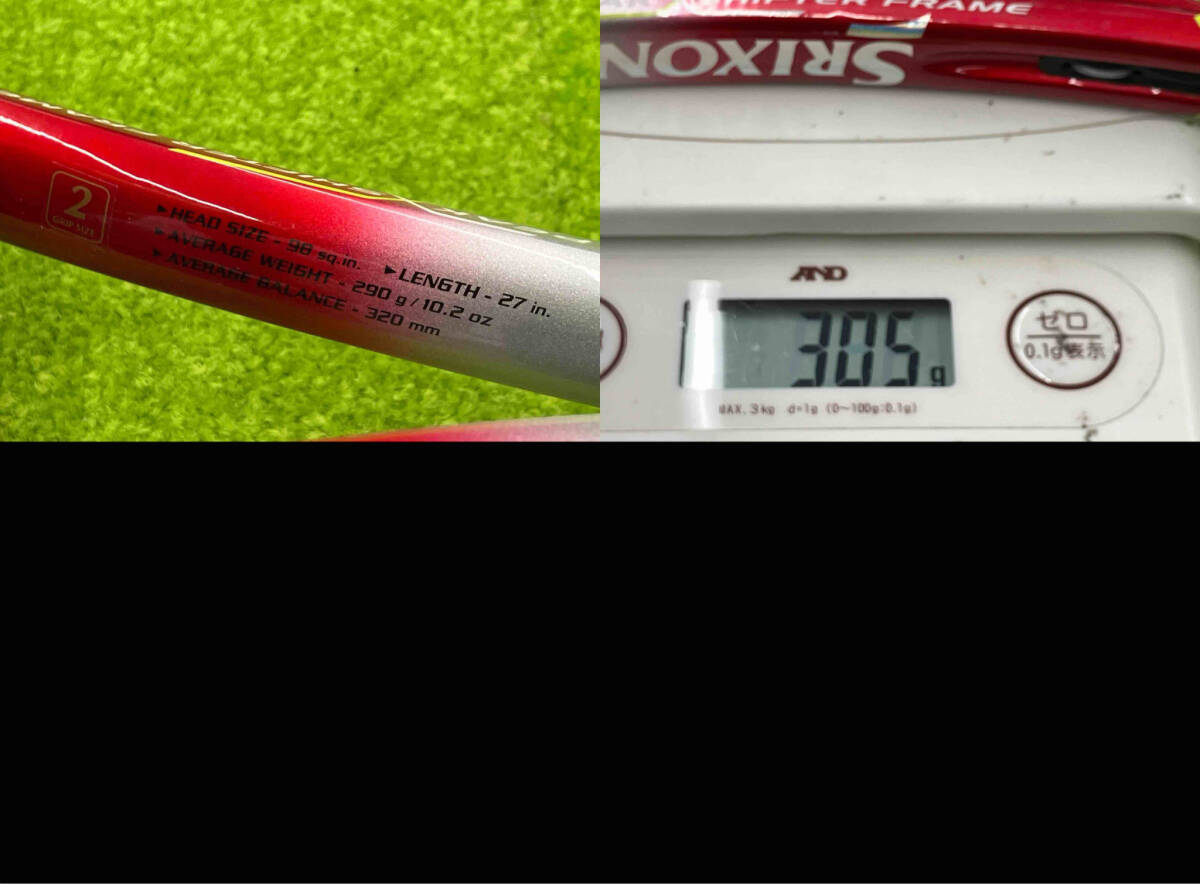 2
GRIP SIZE
►HEAD SIZE - 98 sq.in.
►AVERAGE WEIGHT - 290 g / 10.2 oz
►AVERAGE BALANCE - 320 mm
►LENGTH - 27 in.
SHIFTER FRAME
SRIXON
AND
305 g
ゼロ
0.1g表示
MAX. 3kg d=1g (0~100g:0.1g)